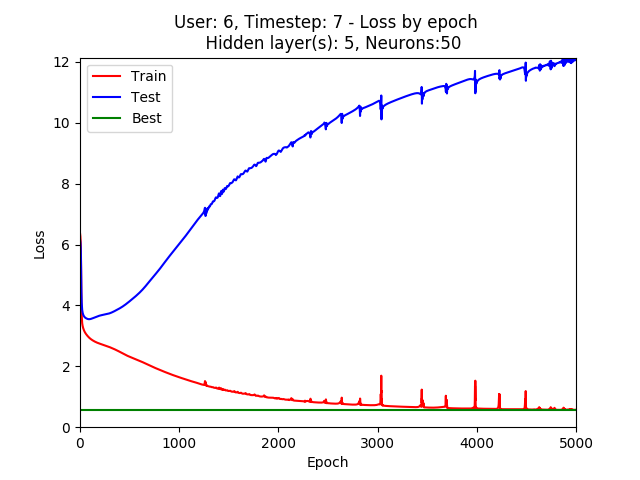 User: 6, Timestep: 7 - Loss by epoch
Hidden layer(s): 5, Neurons:50
12
10
8
6
4
2
0
Loss
Train
Test
Best
0 1000 2000 3000 4000 5000
Epoch